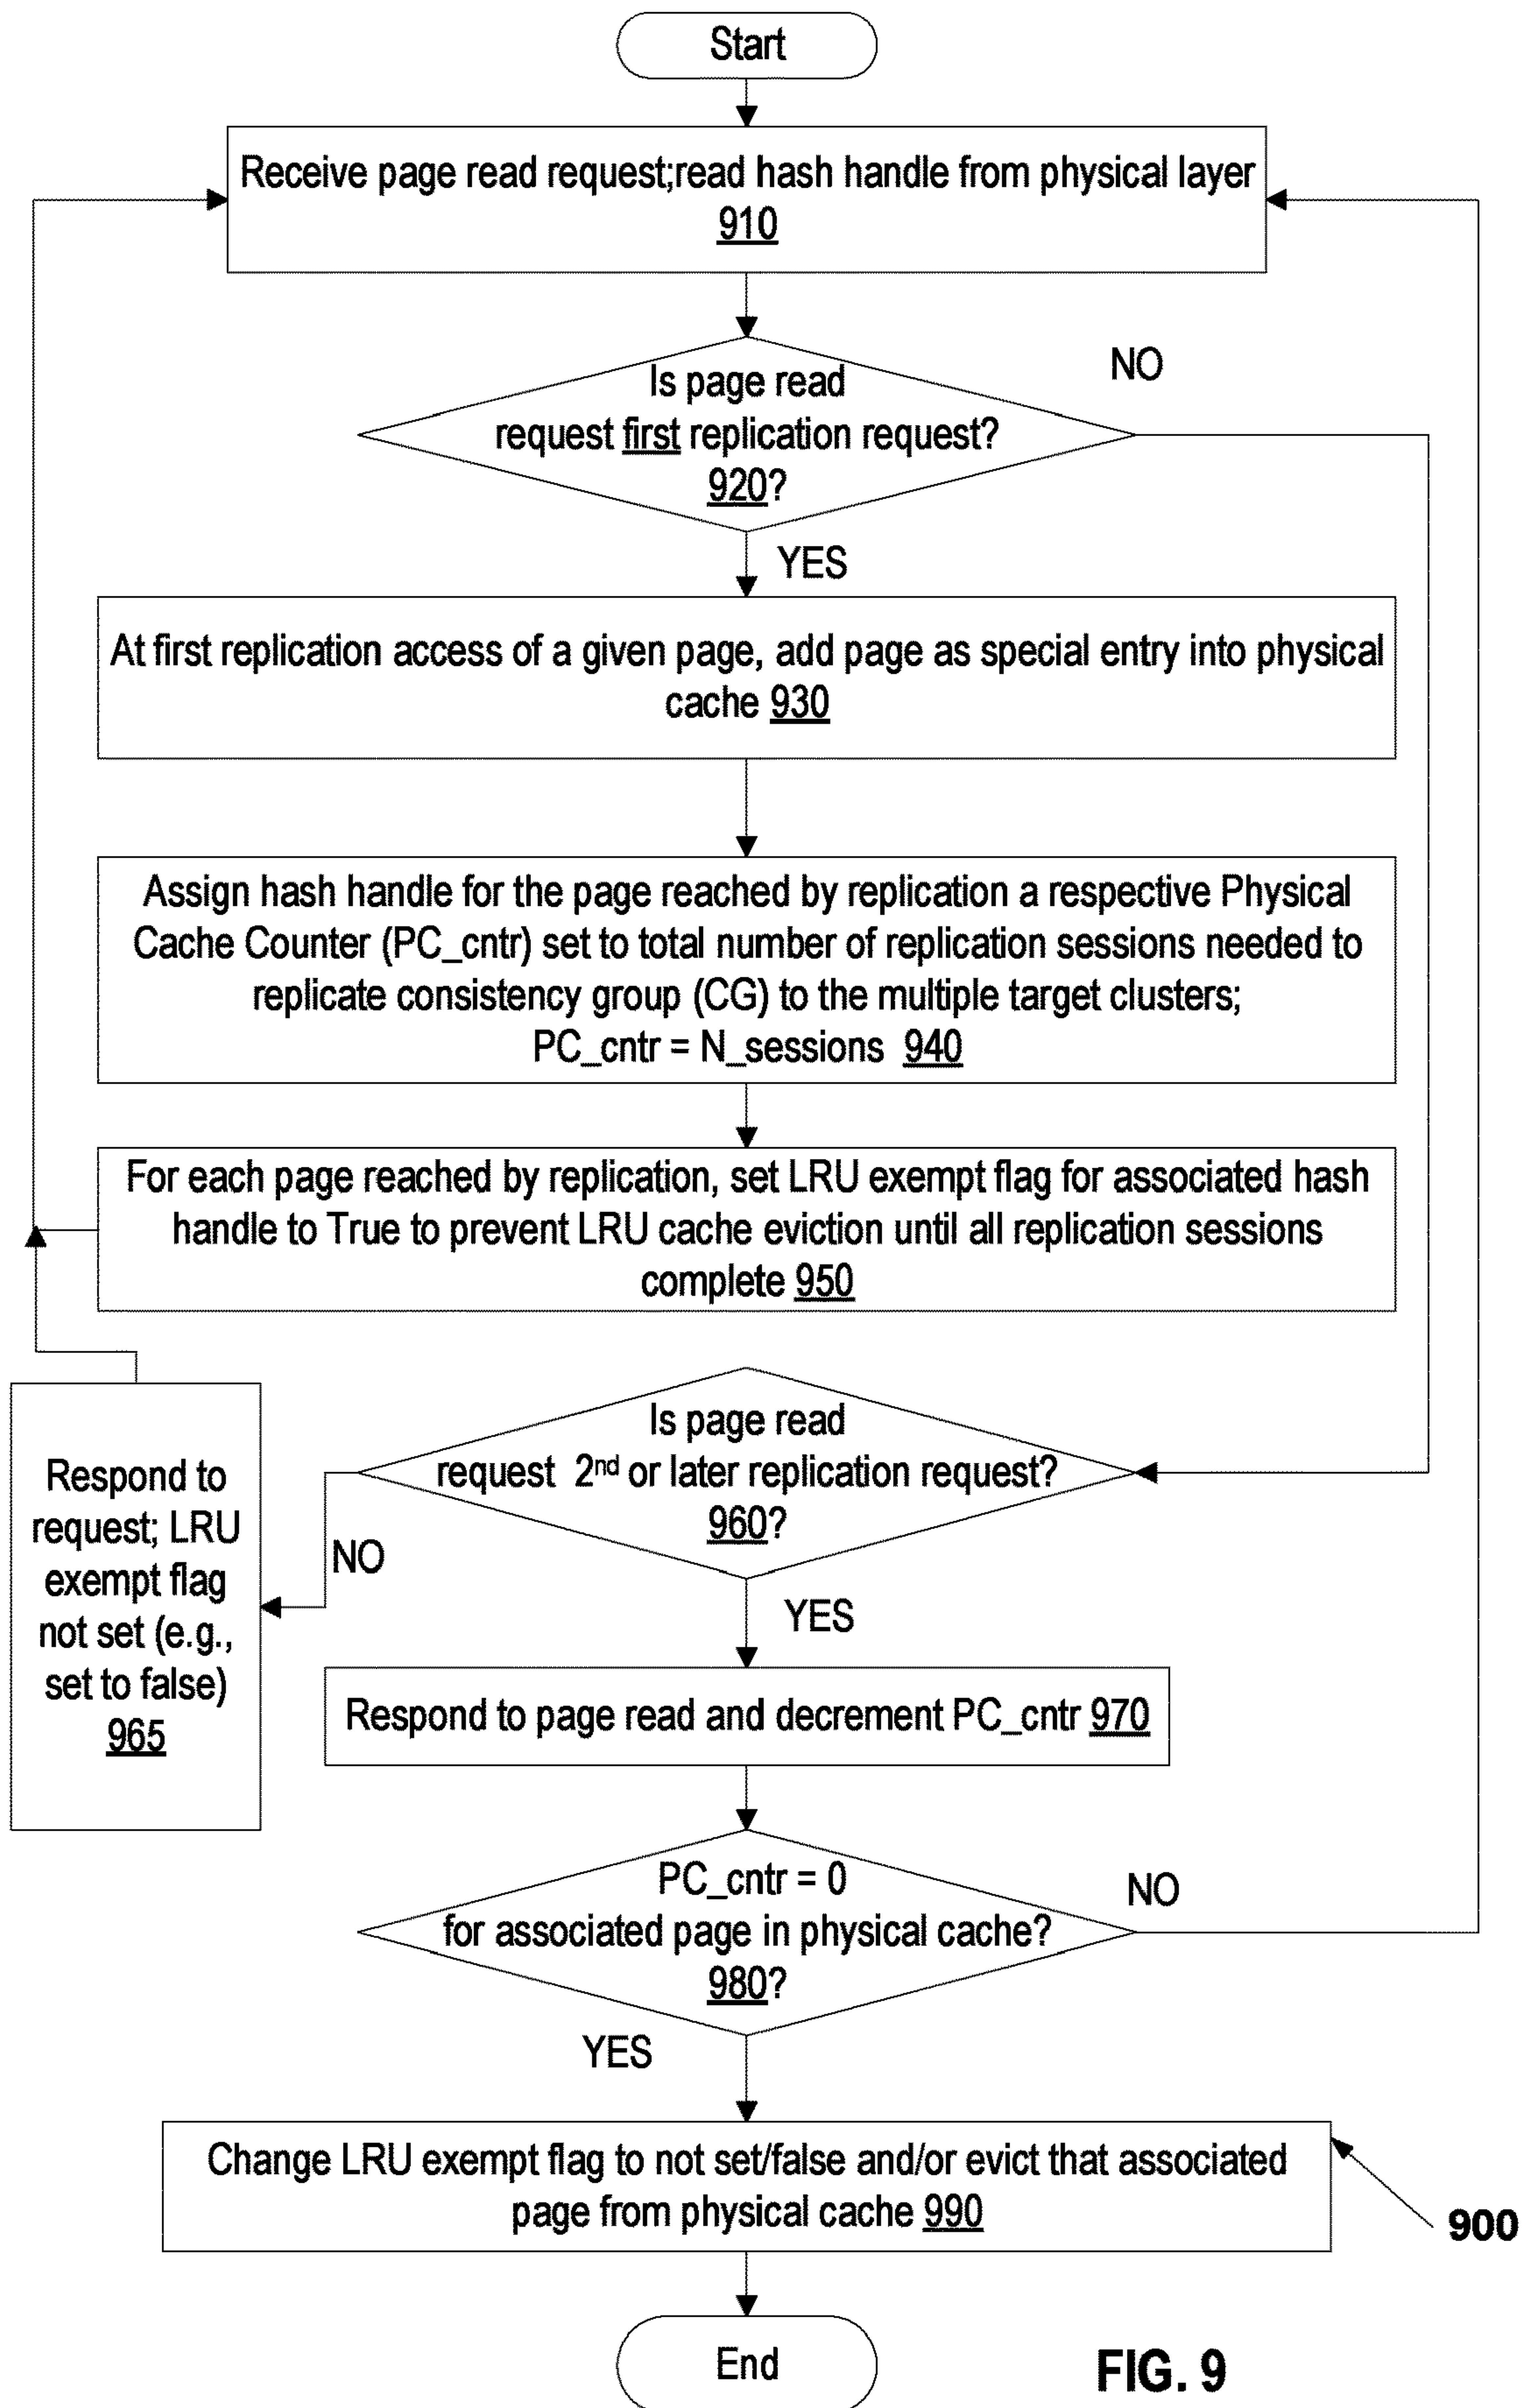 Start
Receive page read request;read hash handle from physical layer
910
Is page read
request first replication request?
920?
NO
YES
At first replication access of a given page, add page as special entry into physical
cache 930
Assign hash handle for the page reached by replication a respective Physical
Cache Counter (PC_cntr) set to total number of replication sessions needed to
replicate consistency group (CG) to the multiple target clusters;
PC_cntr = N_sessions 940
For each page reached by replication, set LRU exempt flag for associated hash
handle to True to prevent LRU cache eviction until all replication sessions
complete 950
Is page read
request 2nd or later replication request?
960?
NO
YES
Respond to
request; LRU
exempt flag
not set (e.g.,
set to false)
965
Respond to page read and decrement PC_cntr 970
PC_cntr = 0
for associated page in physical cache?
980?
NO
YES
Change LRU exempt flag to not set/false and/or evict that associated
page from physical cache 990
900
End
FIG. 9